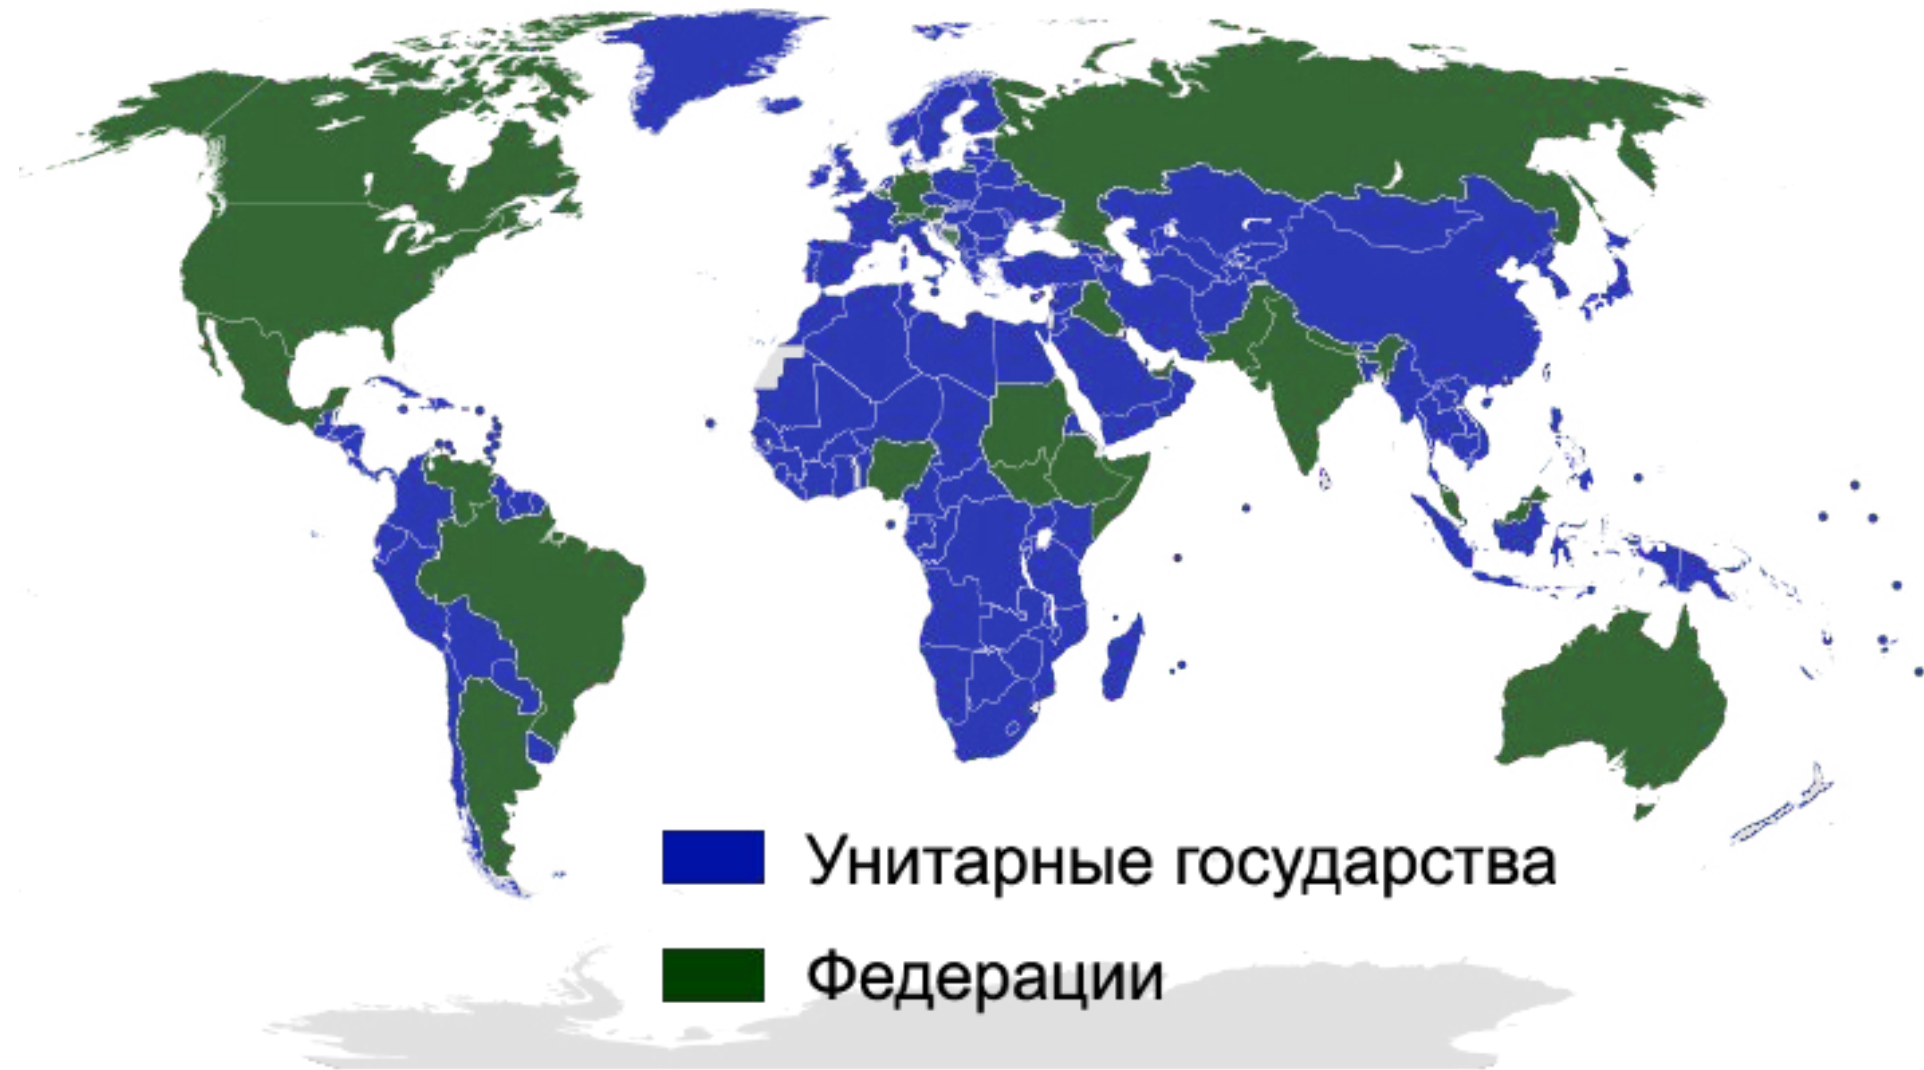 Унитарные государства
Федерации